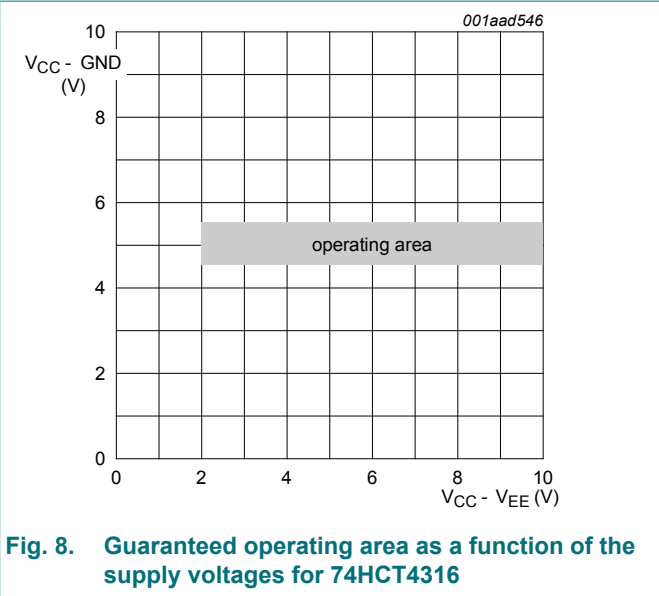 001aad546
10
VCC - GND
(V)
8
6
operating area
4
2
0
0 2 4 6 8 10
VCC - VEE (V)
Fig. 8. Guaranteed operating area as a function of the
supply voltages for 74HCT4316